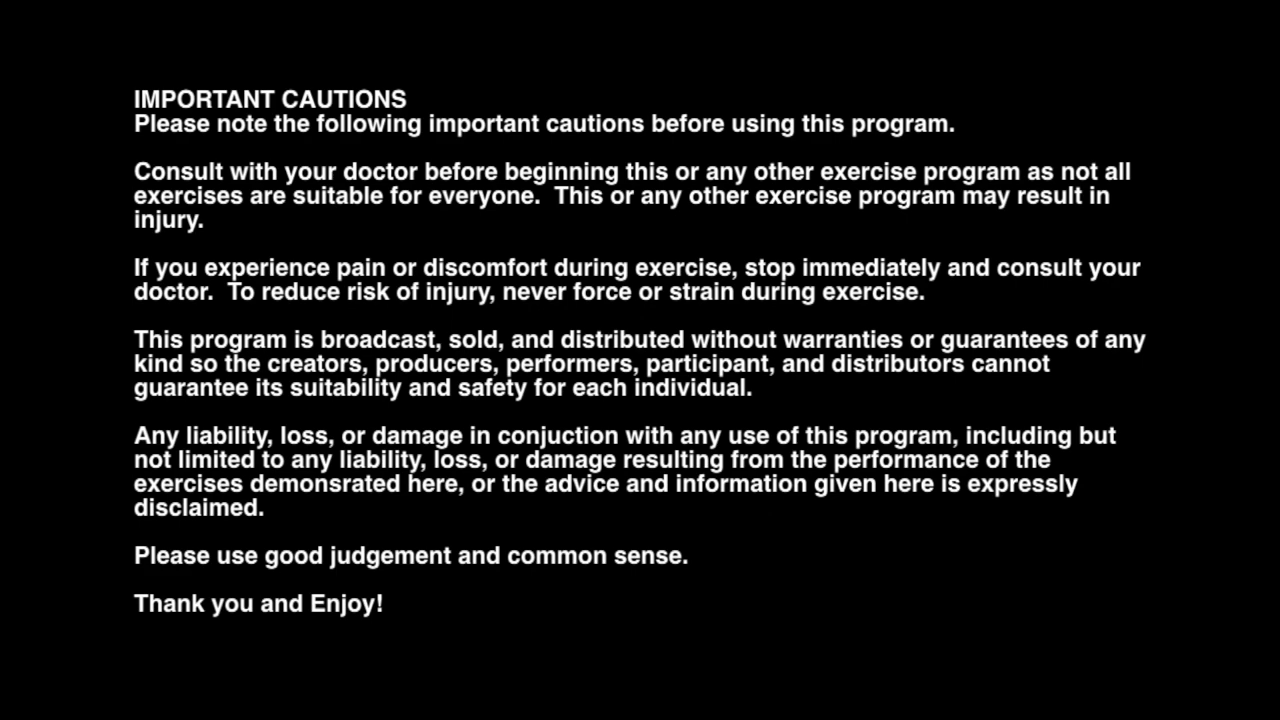 IMPORTANT CAUTIONS
Please note the following important cautions before using this program.
Consult with your doctor before beginning this or any other exercise program as not all
exercises are suitable for everyone.  This or any other exercise program may result in
injury.
If you experience pain or discomfort during exercise, stop immediately and consult your
doctor.  To reduce risk of injury, never force or strain during exercise.
This program is broadcast, sold, and distributed without warranties or guarantees of any
kind so the creators, producers, performers, participant, and distributors cannot
guarantee its suitability and safety for each individual.
Any liability, loss, or damage in conjuction with any use of this program, including but
not limited to any liability, loss, or damage resulting from the performance of the
exercises demonsrated here, or the advice and information given here is expressly
disclaimed.
Please use good judgement and common sense.
Thank you and Enjoy!